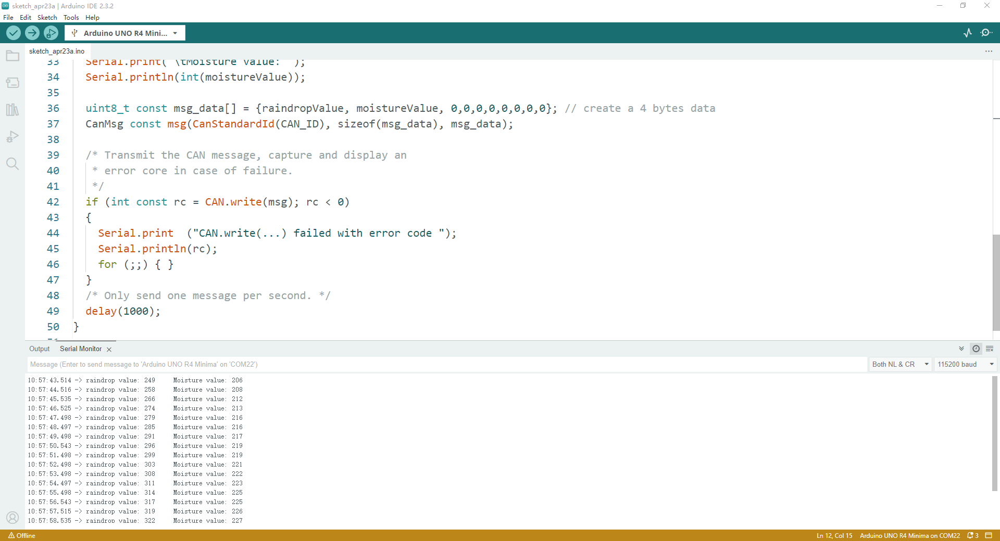 sketch_apr23a | Arduino IDE 2.3.2
File Edit Sketch Tools Help
Arduino UNO R4 Mini...
sketch_apr23a.ino
33 Serial.print("\tMoisture value: ");
34 Serial.println(int(moistureValue));
35
36 uint8_t const msg_data[] = {raindropValue, moistureValue, 0,0,0,0,0,0,0,0}; // create a 4 bytes data
37 CanMsg const msg(CanStandardId(CAN_ID), sizeof(msg_data), msg_data);
38
39 /* Transmit the CAN message, capture and display an
40 * error core in case of failure.
41 */
42 if (int const rc = CAN.write(msg); rc < 0)
43 {
44 Serial.print  ("CAN.write(...) failed with error code ");
45 Serial.println(rc);
46 for (;;) { }
47 }
48 /* Only send one message per second. */
49 delay(1000);
50 }
Output Serial Monitor
Message (Enter to send message to 'Arduino UNO R4 Minima' on 'COM22') Both NL & CR 115200 baud
10:57:43.514 -> raindrop value: 249 Moisture value: 206
10:57:44.516 -> raindrop value: 258 Moisture value: 208
10:57:45.535 -> raindrop value: 266 Moisture value: 212
10:57:46.525 -> raindrop value: 274 Moisture value: 213
10:57:47.498 -> raindrop value: 279 Moisture value: 216
10:57:48.497 -> raindrop value: 285 Moisture value: 216
10:57:49.498 -> raindrop value: 291 Moisture value: 217
10:57:50.543 -> raindrop value: 296 Moisture value: 219
10:57:51.498 -> raindrop value: 299 Moisture value: 219
10:57:52.498 -> raindrop value: 303 Moisture value: 221
10:57:53.498 -> raindrop value: 308 Moisture value: 222
10:57:54.497 -> raindrop value: 311 Moisture value: 223
10:57:55.498 -> raindrop value: 314 Moisture value: 225
10:57:56.543 -> raindrop value: 317 Moisture value: 225
10:57:57.515 -> raindrop value: 319 Moisture value: 226
10:57:58.535 -> raindrop value: 322 Moisture value: 227
Offline Ln 12, Col 15 Arduino UNO R4 Minima on COM22 3